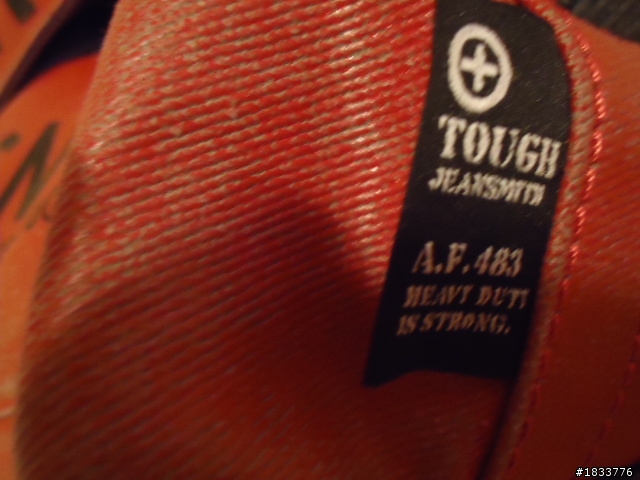 TOUGH
JEANSMITH
A.F.483
HEAVY DUTY
IS STRONG.
#1833776